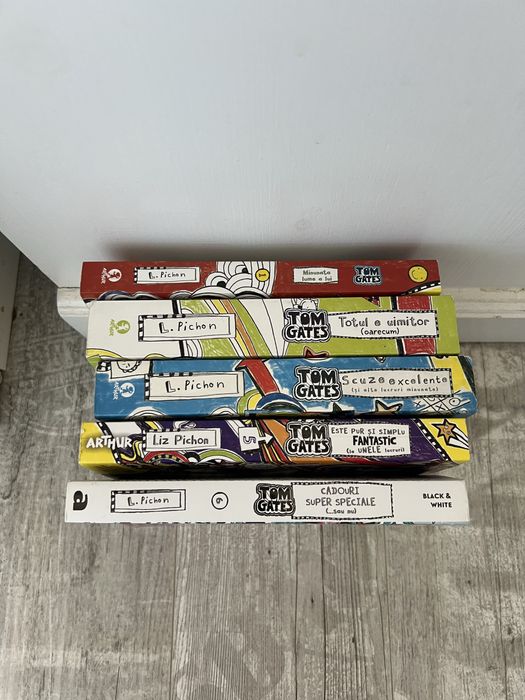 ARTHUR
L. Pichon
1
Minunata
lume a lui
TOM
GATES
L. Pichon
TOM
GATES
Totul e uimitor
(oarecum)
L. Pichon
TOM
GATES
Scuze excelente
(și alte lucruri minunate)
ARTHUR
Liz Pichon
5
TOM
GATES
ESTE PUR ȘI SIMPLU
FANTASTIC
(la UNELE lucruri)
a
L. Pichon
6
TOM
GATES
CADOURI
SUPER SPECIALE
(...sau nu)
BLACK &
WHITE